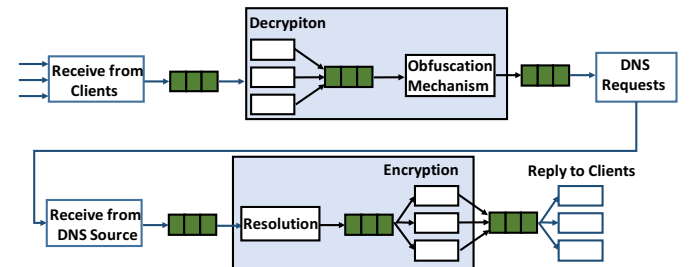 Decrypiton
Receive from
Clients
Obfuscation
Mechanism
DNS
Requests
Encryption
Reply to Clients
Receive from
DNS Source
Resolution